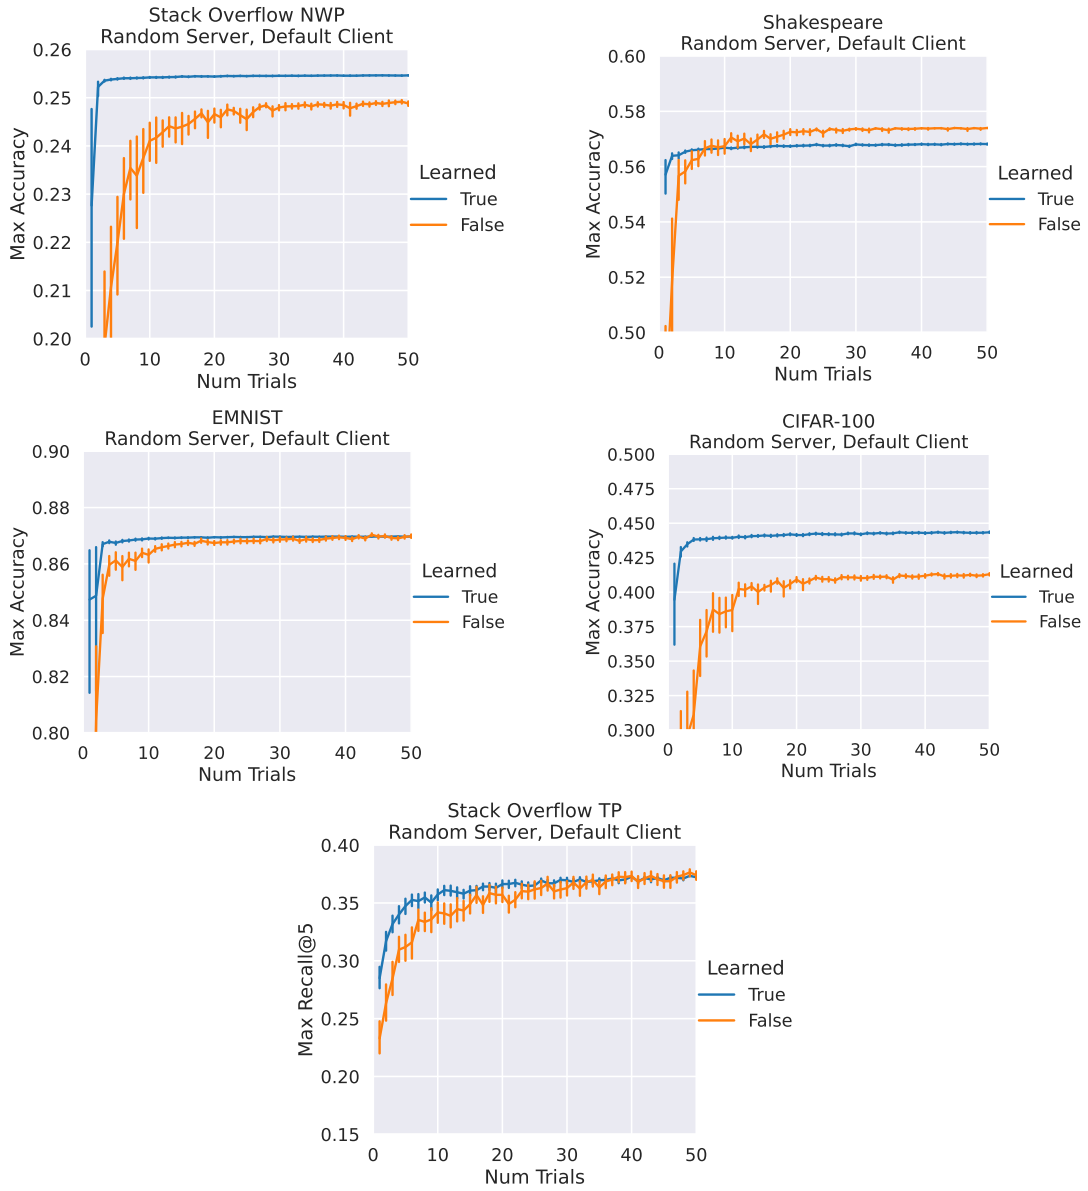 Stack Overflow NWP
Random Server, Default Client
Max Accuracy
0.26
0.25
0.24
0.23
0.22
0.21
0.20
0 10 20 30 40 50
Num Trials
Learned
True
False
Shakespeare
Random Server, Default Client
Max Accuracy
0.60
0.58
0.56
0.54
0.52
0.50
0 10 20 30 40 50
Num Trials
Learned
True
False
EMNIST
Random Server, Default Client
Max Accuracy
0.90
0.88
0.86
0.84
0.82
0.80
0 10 20 30 40 50
Num Trials
Learned
True
False
CIFAR-100
Random Server, Default Client
Max Accuracy
0.500
0.475
0.450
0.425
0.400
0.375
0.350
0.325
0.300
0 10 20 30 40 50
Num Trials
Learned
True
False
Stack Overflow TP
Random Server, Default Client
Max Recall@5
0.40
0.35
0.30
0.25
0.20
0.15
0 10 20 30 40 50
Num Trials
Learned
True
False